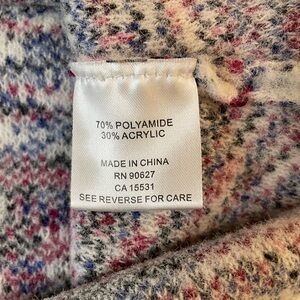 70% POLYAMIDE
30% ACRYLIC
MADE IN CHINA
RN 90627
CA 15531
SEE REVERSE FOR CARE